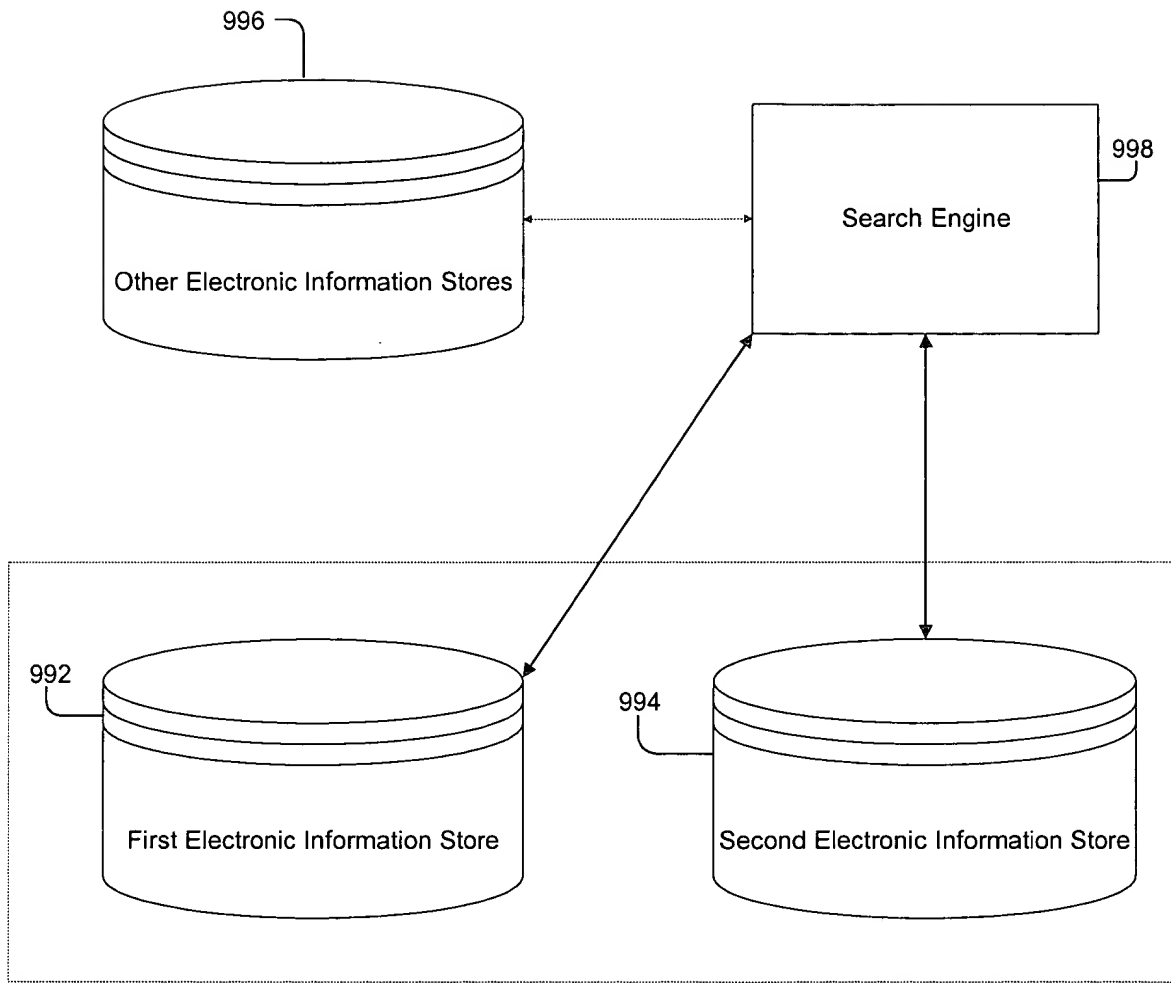 996
998
Search Engine
Other Electronic Information Stores
992
994
First Electronic Information Store
Second Electronic Information Store